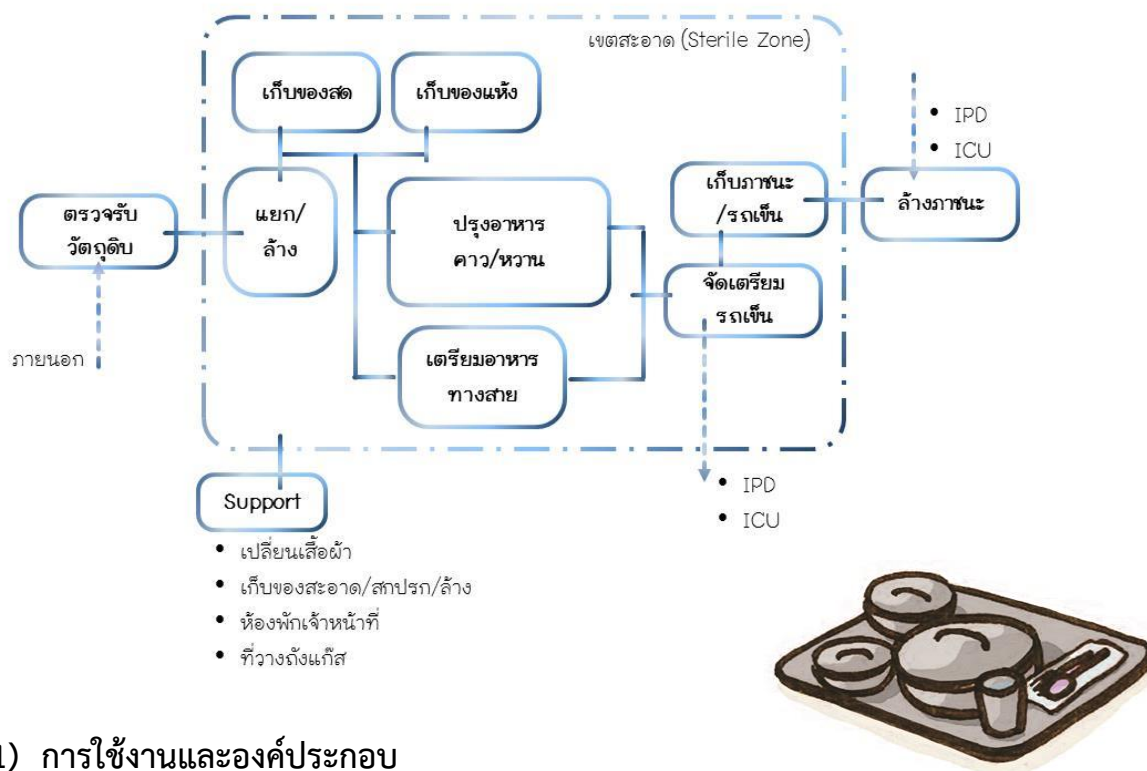 เขตสะอาด (Sterile Zone)
เก็บของสด
เก็บของแห้ง
• IPD
• ICU
ตรวจรับ
วัตถุดิบ
แยก/
ล้าง
ปรุงอาหาร
คาว/หวาน
เก็บภาชนะ
/รถเข็น
ล้างภาชนะ
จัดเตรียม
รถเข็น
ภายนอก
เตรียมอาหาร
ทางสาย
• IPD
• ICU
Support
• เปลี่ยนเสื้อผ้า
• เก็บของสะอาด/สกปรก/ล้าง
• ห้องพักเจ้าหน้าที่
• ที่วางถังแก๊ส
1) การใช้งานและองค์ประกอบ